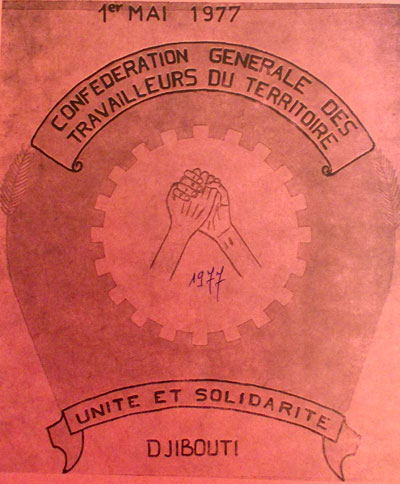 1er MAI 1977
CONFEDERATION GENERALE DES
TRAVAILLEURS DU TERRITOIRE
1977
UNITE ET SOLIDARITE
DJIBOUTI